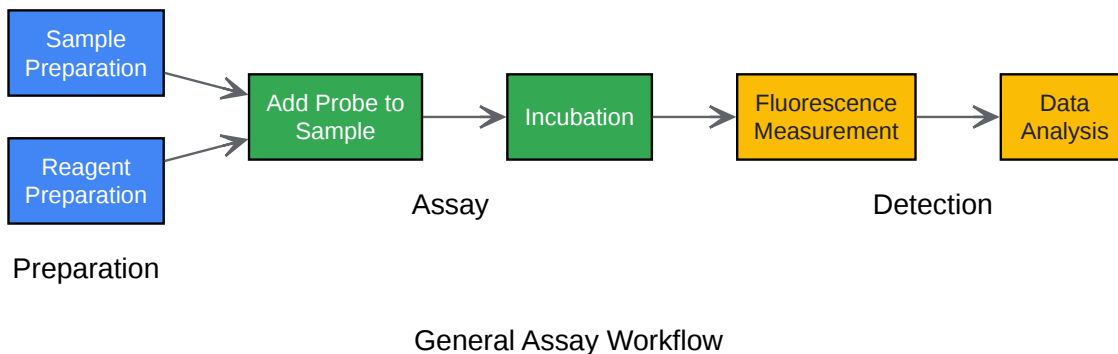 Sample
Preparation
Reagent
Preparation
Preparation
Add Probe to
Sample
Incubation
Assay
Fluorescence
Measurement
Data
Analysis
Detection
General Assay Workflow